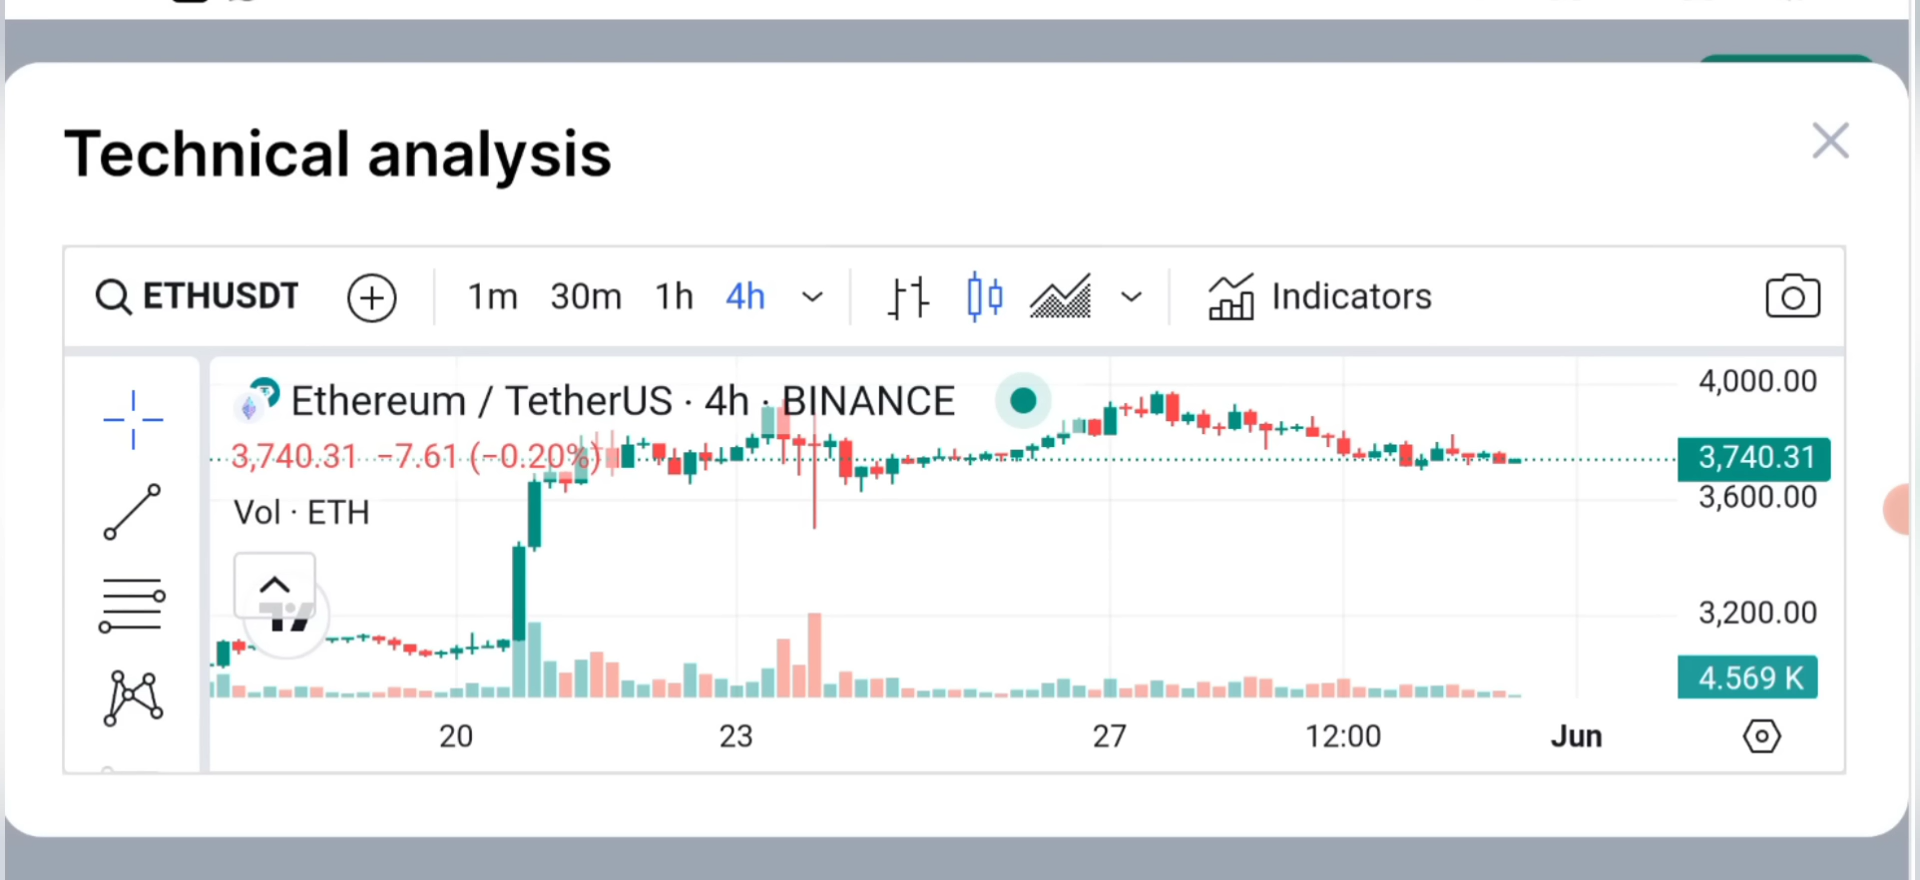 Technical analysis
ETHUSDT 1m 30m 1h 4h Indicators
Ethereum / TetherUS · 4h · BINANCE
3,740.31 −7.61 (−0.20%)
Vol · ETH
4,000.00
3,740.31
3,600.00
3,200.00
4.569 K
20 23 27 12:00 Jun